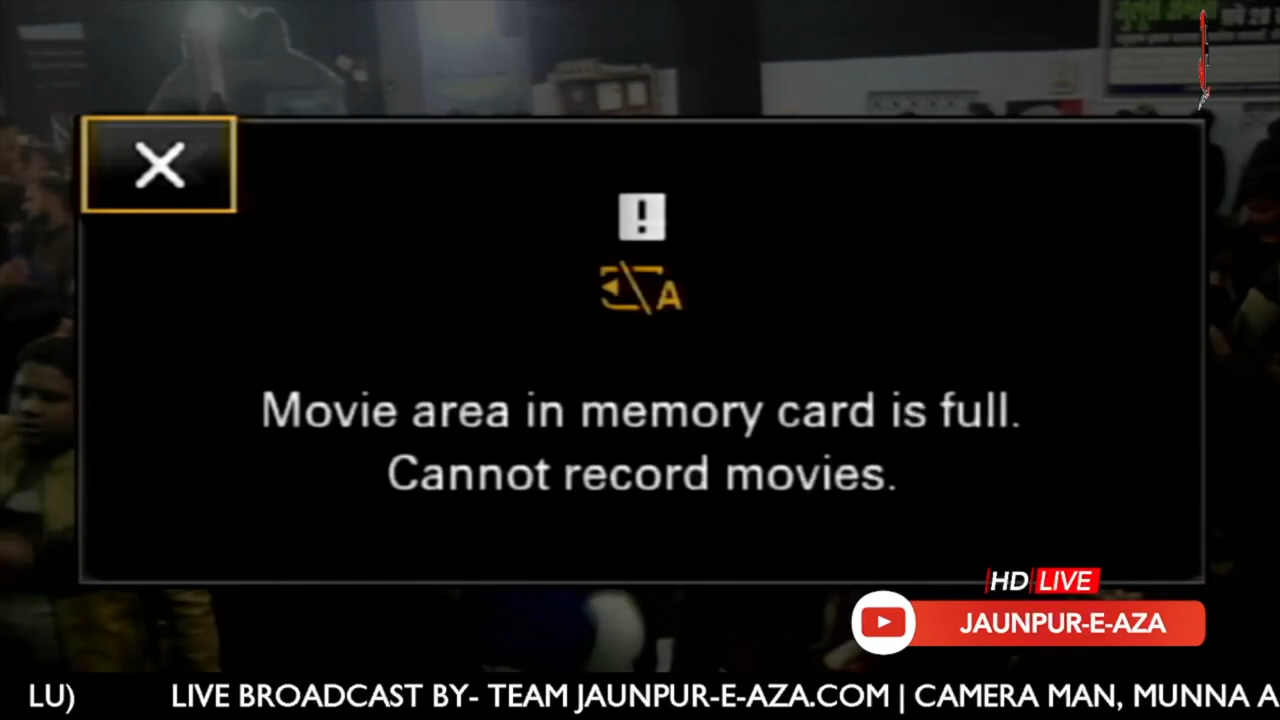 Movie area in memory card is full.
Cannot record movies.
A
HD LIVE
JAUNPUR-E-AZA
LU) LIVE BROADCAST BY- TEAM JAUNPUR-E-AZA.COM | CAMERA MAN, MUNNA A